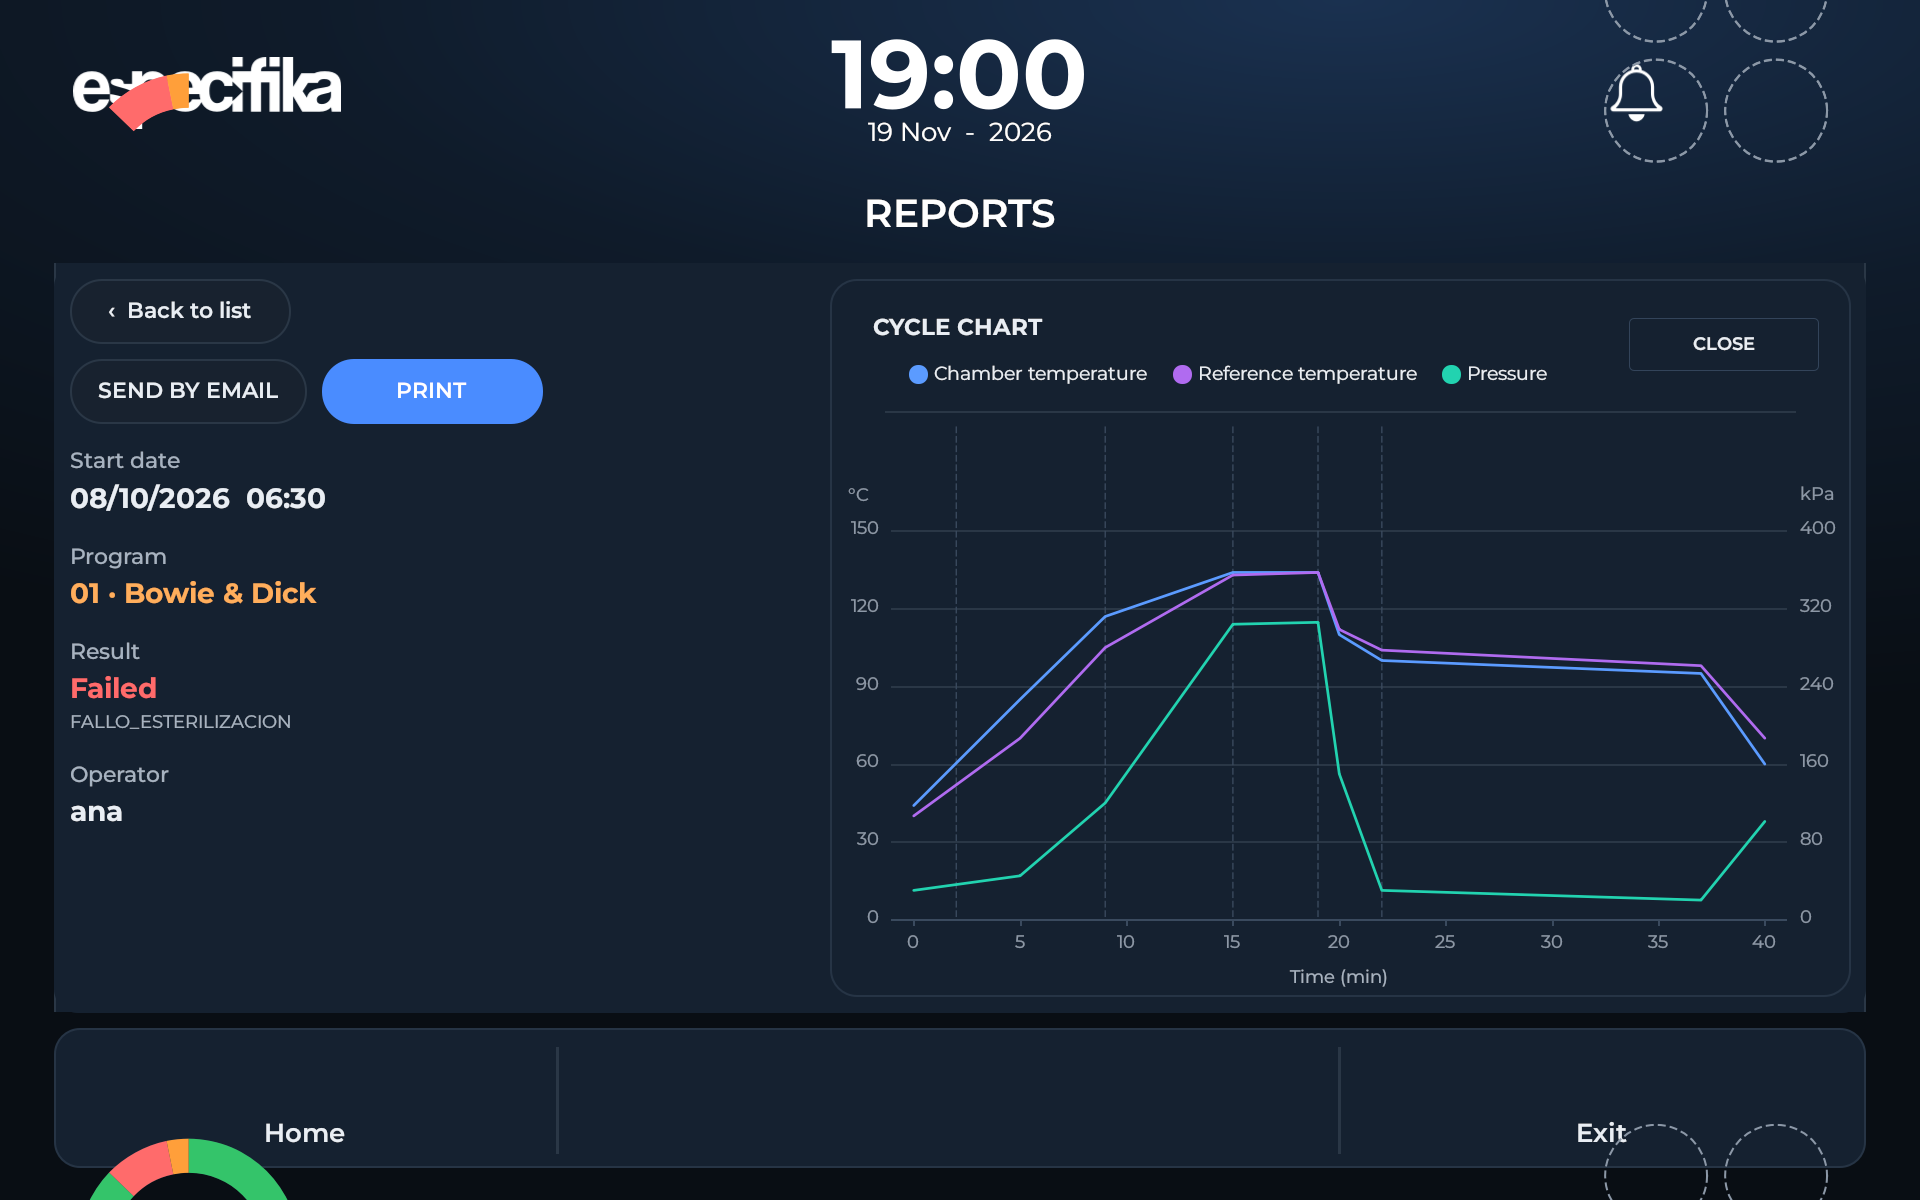 especifika
19:00
19 Nov - 2026
REPORTS
‹ Back to list
SEND BY EMAIL
PRINT
Start date
08/10/2026 06:30
Program
01 · Bowie & Dick
Result
Failed
FALLO_ESTERILIZACION
Operator
ana
CYCLE CHART
CLOSE
Chamber temperature
Reference temperature
Pressure
°C
kPa
150
400
120
320
90
240
60
160
30
80
0
0
0 5 10 15 20 25 30 35 40
Time (min)
Home
Exit